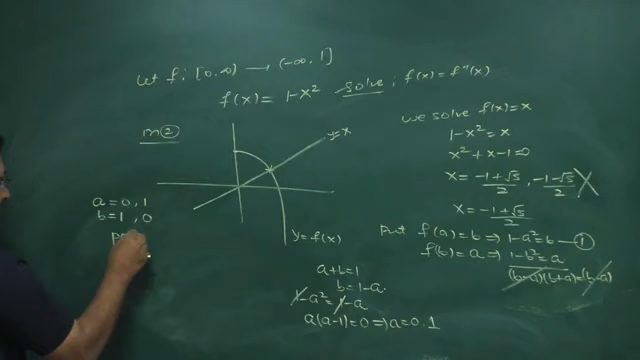 Let f: [0,∞) → (-∞, 1]
f(x) = 1-x² solve ; f(x) = f⁻¹(x)
m②
y=x
y=f(x)
a=0, 1
b=1, 0
we solve f(x)=x
1-x²=x
x²+x-1=0
x = (-1+√5)/2, (-1-√5)/2
x = (-1+√5)/2
put f(a)=b ⇒ 1-a²=b —①
f(b)=a ⇒ 1-b²=a
(b-a)(b+a)=(b-a)
a+b=1
b=1-a.
1-a²=1-a
a(a-1)=0 ⇒ a=0,1